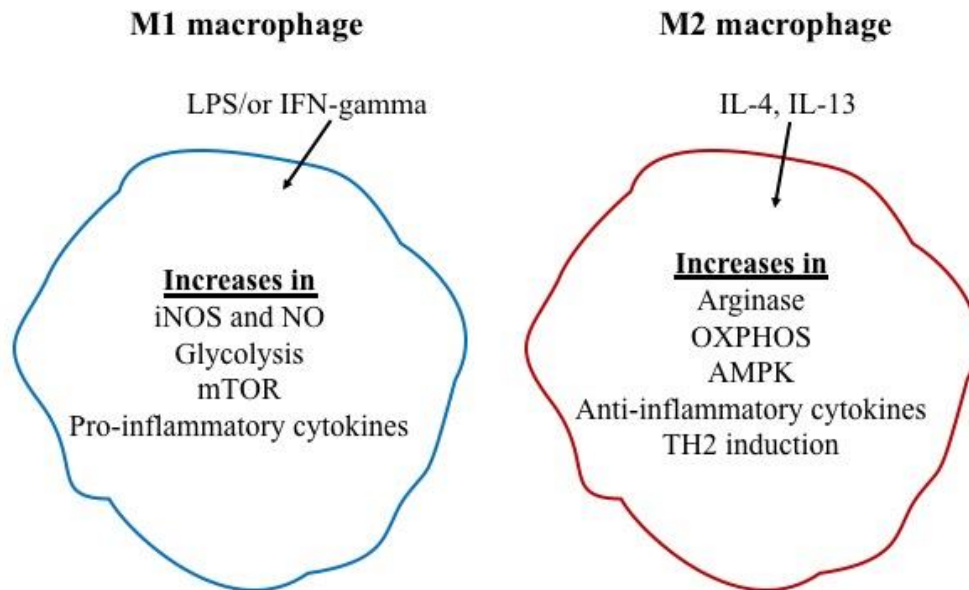 M1 macrophage
LPS/or IFN-gamma
Increases in
iNOS and NO
Glycolysis
mTOR
Pro-inflammatory cytokines
M2 macrophage
IL-4, IL-13
Increases in
Arginase
OXPHOS
AMPK
Anti-inflammatory cytokines
TH2 induction